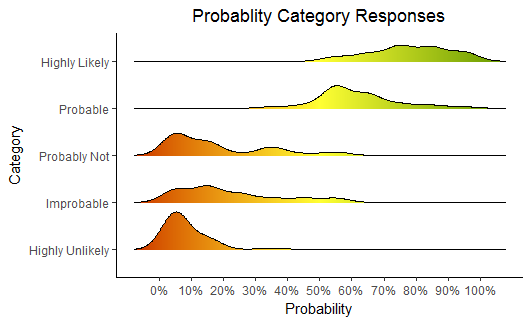 Probablity Category Responses
Category
Highly Likely
Probable
Probably Not
Improbable
Highly Unlikely
0% 10% 20% 30% 40% 50% 60% 70% 80% 90% 100%
Probability